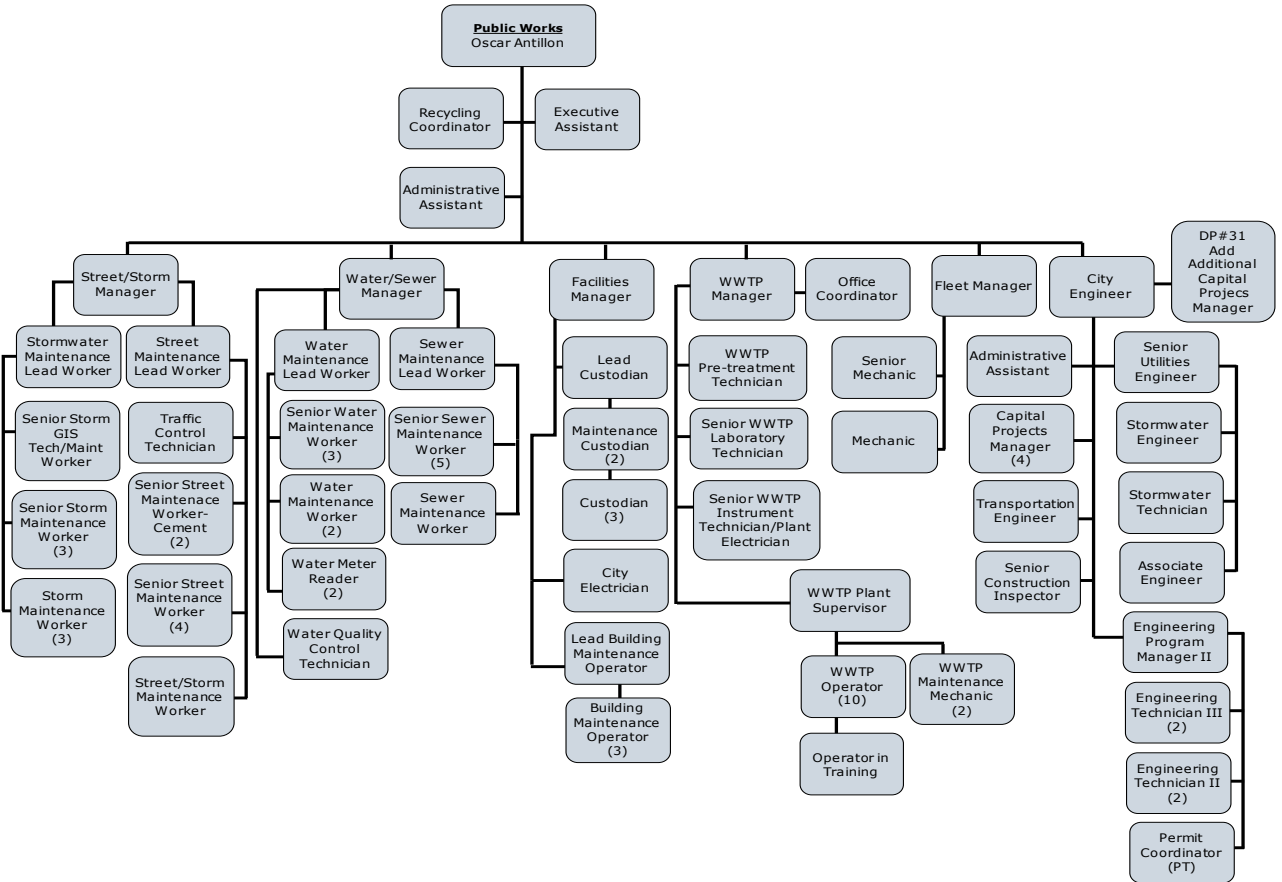 Public Works
Oscar Antillon
Recycling
Coordinator
Executive
Assistant
Administrative
Assistant
DP#31
Add
Additional
Capital
Projecs
Manager
Street/Storm
Manager
Water/Sewer
Manager
Facilities
Manager
WWTP
Manager
Office
Coordinator
Fleet Manager
City
Engineer
Stormwater
Maintenance
Lead Worker
Senior Storm
GIS
Tech/Maint
Worker
Senior Storm
Maintenance
Worker
(3)
Storm
Maintenance
Worker
(3)
Street
Maintenance
Lead Worker
Traffic
Control
Technician
Senior Street
Maintenace
Worker-
Cement
(2)
Senior Street
Maintenance
Worker
(4)
Street/Storm
Maintenance
Worker
Water
Maintenance
Lead Worker
Senior Water
Maintenance
Worker
(3)
Water
Maintenance
Worker
(2)
Water Meter
Reader
(2)
Water Quality
Control
Technician
Sewer
Maintenance
Lead Worker
Senior Sewer
Maintenance
Worker
(5)
Sewer
Maintenance
Worker
Lead
Custodian
Maintenance
Custodian
(2)
Custodian
(3)
City
Electrician
Lead Building
Maintenance
Operator
Building
Maintenance
Operator
(3)
WWTP
Pre-treatment
Technician
Senior WWTP
Laboratory
Technician
Senior WWTP
Instrument
Technician/Plant
Electrician
WWTP Plant
Supervisor
WWTP
Operator
(10)
WWTP
Maintenance
Mechanic
(2)
Operator in
Training
Senior
Mechanic
Mechanic
Administrative
Assistant
Capital
Projects
Manager
(4)
Transportation
Engineer
Senior
Construction
Inspector
Senior
Utilities
Engineer
Stormwater
Engineer
Stormwater
Technician
Associate
Engineer
Engineering
Program
Manager II
Engineering
Technician III
(2)
Engineering
Technician II
(2)
Permit
Coordinator
(PT)